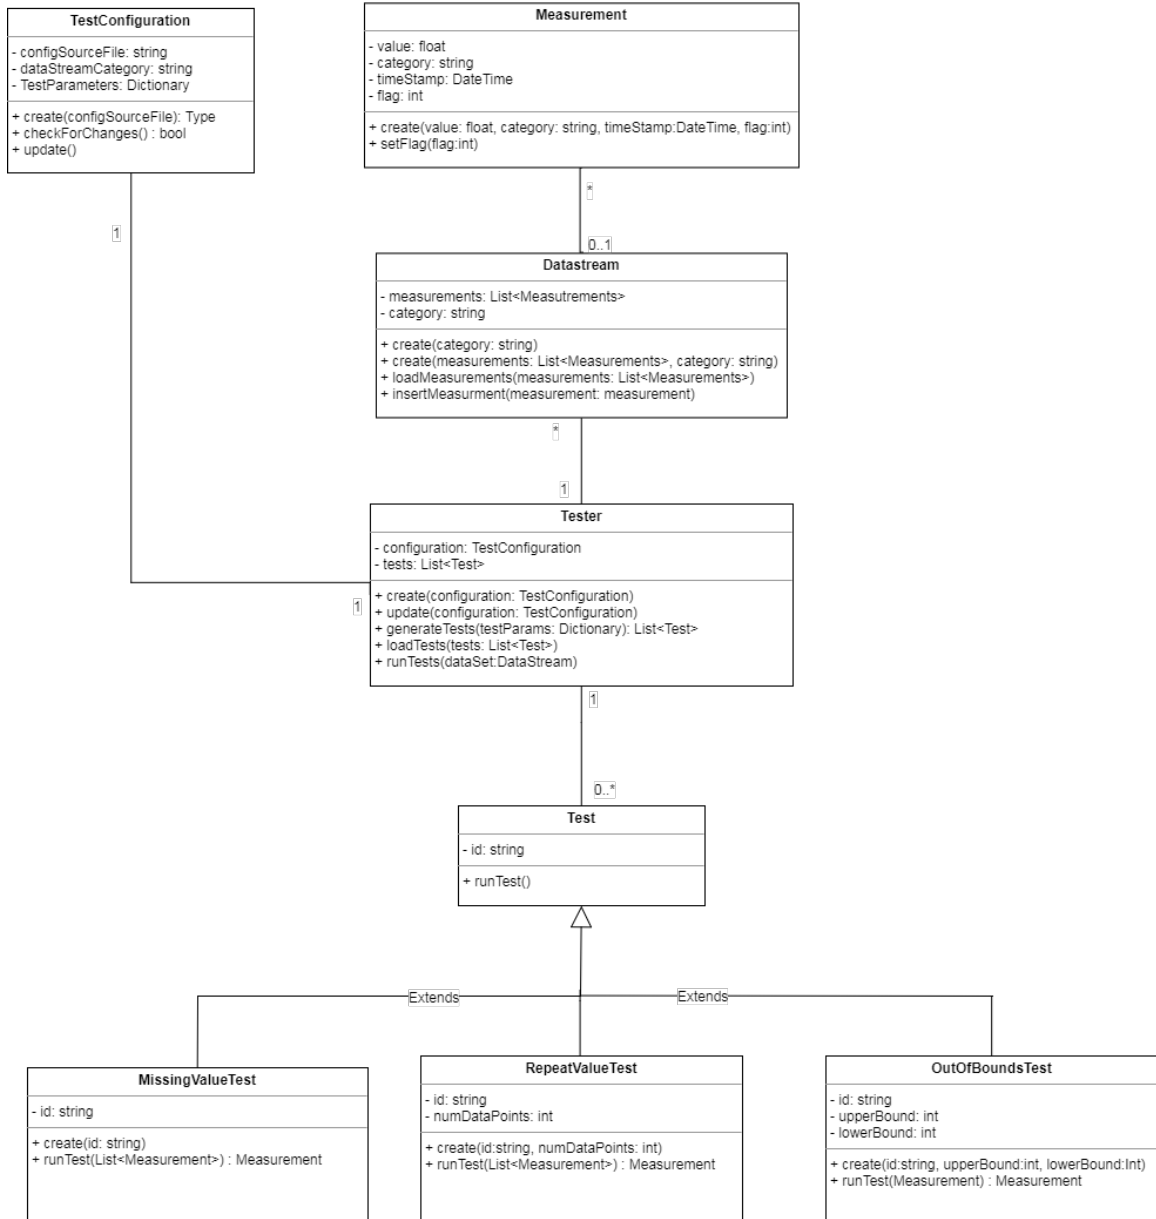 TestConfiguration
- configSourceFile: string
- dataStreamCategory: string
- TestParameters: Dictionary
+ create(configSourceFile): Type
+ checkForChanges() : bool
+ update()
1
Measurement
- value: float
- category: string
- timeStamp: DateTime
- flag: int
+ create(value: float, category: string, timeStamp:DateTime, flag:int)
+ setFlag(flag:int)
*
0..1
Datastream
- measurements: List<Measutrements>
- category: string
+ create(category: string)
+ create(measurements: List<Measurements>, category: string)
+ loadMeasurements(measurements: List<Measurements>)
+ insertMeasurment(measurement: measurement)
*
1
Tester
- configuration: TestConfiguration
- tests: List<Test>
+ create(configuration: TestConfiguration)
+ update(configuration: TestConfiguration)
+ generateTests(testParams: Dictionary): List<Test>
+ loadTests(tests: List<Test>)
+ runTests(dataSet:DataStream)
1
1
0..*
Test
- id: string
+ runTest()
Extends
Extends
MissingValueTest
- id: string
+ create(id: string)
+ runTest(List<Measurement>) : Measurement
RepeatValueTest
- id: string
- numDataPoints: int
+ create(id:string, numDataPoints: int)
+ runTest(List<Measurement>) : Measurement
OutOfBoundsTest
- id: string
- upperBound: int
- lowerBound: int
+ create(id:string, upperBound:int, lowerBound:Int)
+ runTest(Measurement) : Measurement